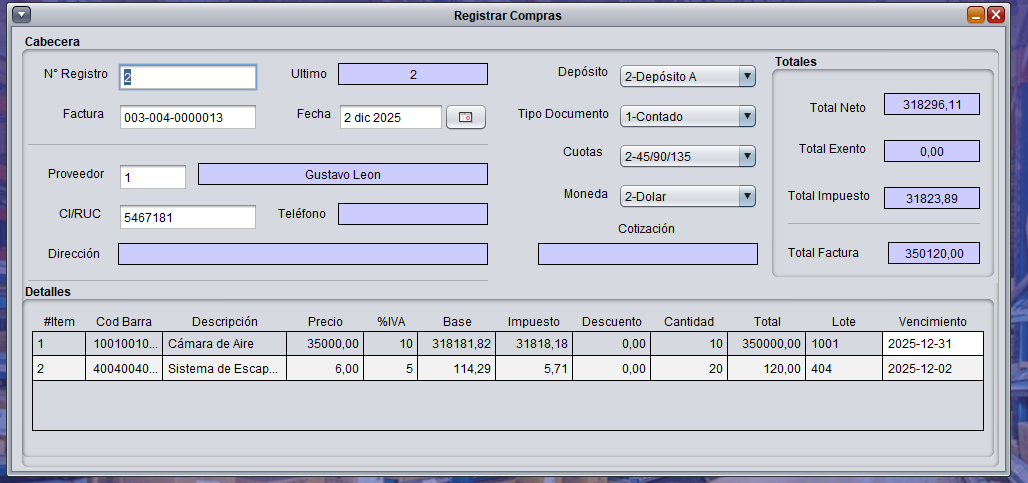 Registrar Compras
Cabecera
N° Registro 2 Ultimo 2
Factura 003-004-0000013 Fecha 2 dic 2025
Proveedor 1 Gustavo Leon
CI/RUC 5467181 Teléfono
Dirección
Depósito 2-Depósito A
Tipo Documento 1-Contado
Cuotas 2-45/90/135
Moneda 2-Dolar
Cotización
Totales
Total Neto 318296,11
Total Exento 0,00
Total Impuesto 31823,89
Total Factura 350120,00
Detalles
#Item Cod Barra Descripción Precio %IVA Base Impuesto Descuento Cantidad Total Lote Vencimiento
1 10010010... Cámara de Aire 35000,00 10 318181,82 31818,18 0,00 10 350000,00 1001 2025-12-31
2 40040040... Sistema de Escap... 6,00 5 114,29 5,71 0,00 20 120,00 404 2025-12-02